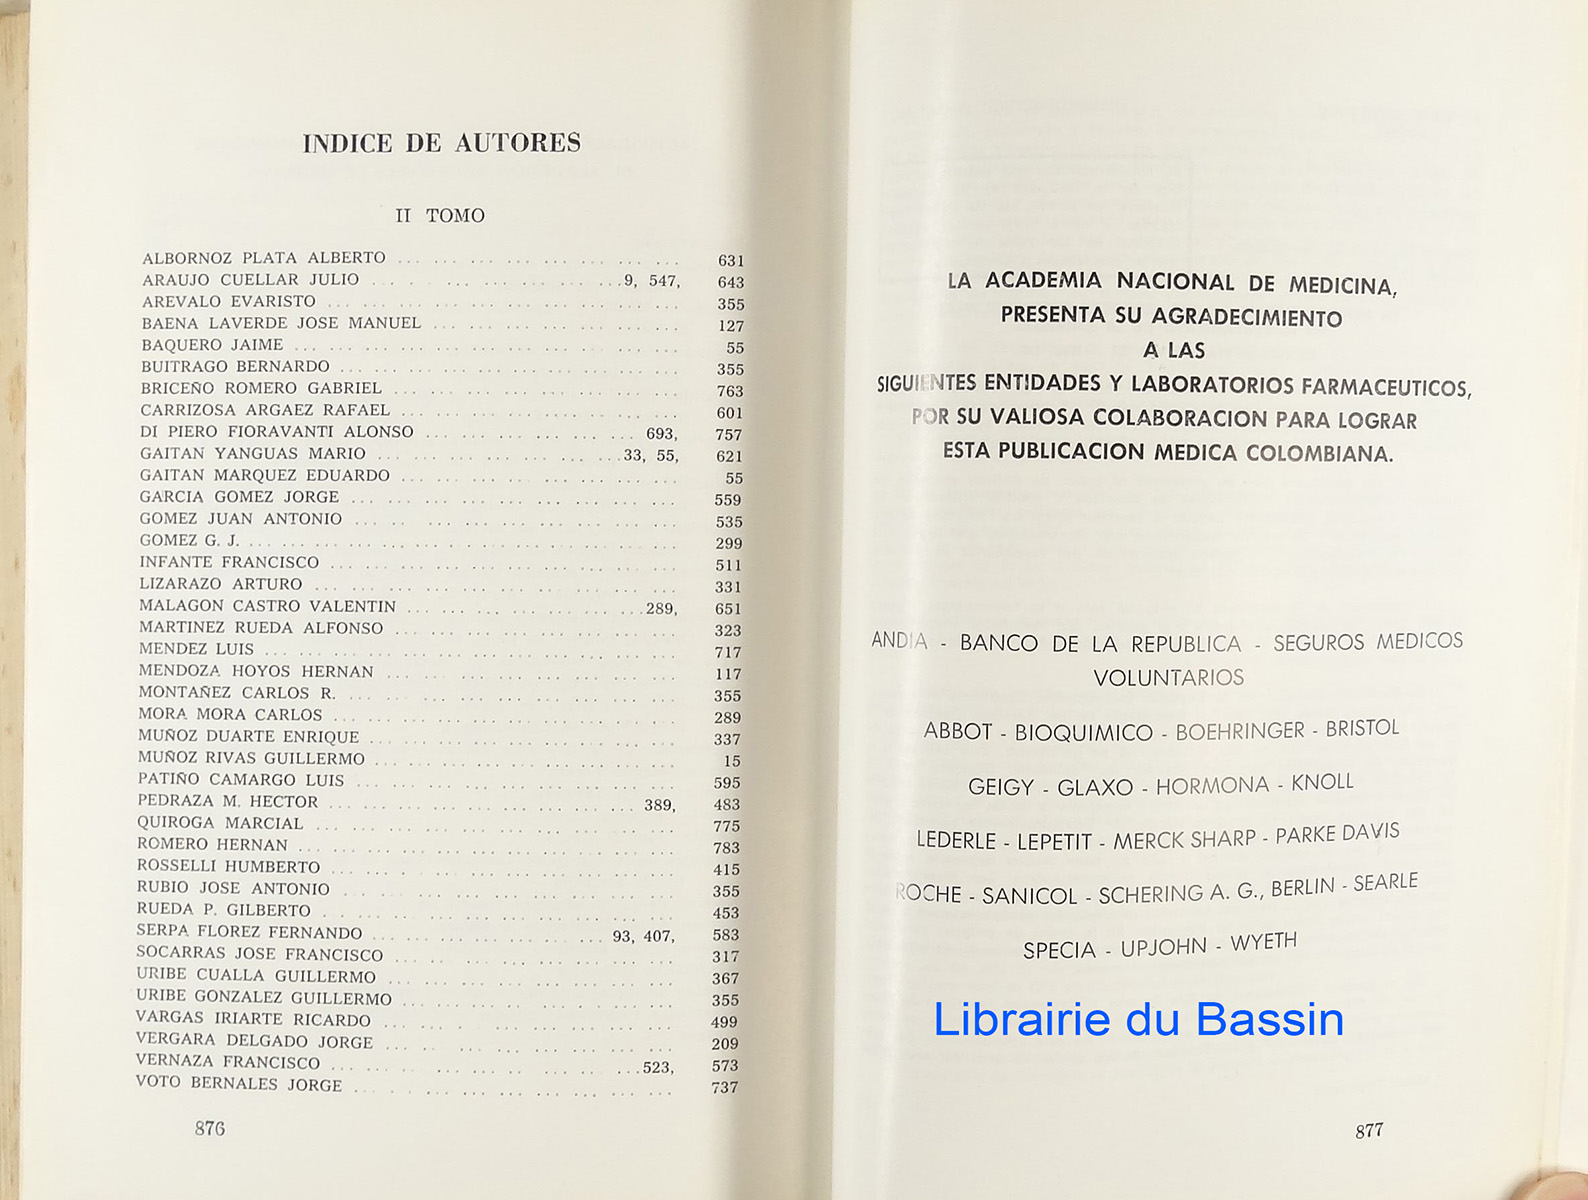 INDICE DE AUTORES
II TOMO
ALBORNOZ PLATA ALBERTO ... ... ... ... ... ... ... ... 631
ARAUJO CUELLAR JULIO ... ... ... ... ... ... ...9, 547, 643
AREVALO EVARISTO ... ... ... ... ... ... ... ... ... ... 355
BAENA LAVERDE JOSE MANUEL ... ... ... ... ... ... ... 127
BAQUERO JAIME ... ... ... ... ... ... ... ... ... ... ... 55
BUITRAGO BERNARDO ... ... ... ... ... ... ... ... ... ... 355
BRICEÑO ROMERO GABRIEL ... ... ... ... ... ... ... ... 763
CARRIZOSA ARGAEZ RAFAEL ... ... ... ... ... ... ... ... 601
DI PIERO FIORAVANTI ALONSO ... ... ... ... ... ... 693, 757
GAITAN YANGUAS MARIO ... ... ... ... ... ... ...33, 55, 621
GAITAN MARQUEZ EDUARDO ... ... ... ... ... ... ... ... 55
GARCIA GOMEZ JORGE ... ... ... ... ... ... ... ... ... 559
GOMEZ JUAN ANTONIO ... ... ... ... ... ... ... ... ... 535
GOMEZ G. J. ... ... ... ... ... ... ... ... ... ... ... ... 299
INFANTE FRANCISCO ... ... ... ... ... ... ... ... ... ... 511
LIZARAZO ARTURO ... ... ... ... ... ... ... ... ... ... 331
MALAGON CASTRO VALENTIN ... ... ... ... ... ... ...289, 651
MARTINEZ RUEDA ALFONSO ... ... ... ... ... ... ... ... 323
MENDEZ LUIS ... ... ... ... ... ... ... ... ... ... ... ... 717
MENDOZA HOYOS HERNAN ... ... ... ... ... ... ... ... 117
MONTAÑEZ CARLOS R. ... ... ... ... ... ... ... ... ... 355
MORA MORA CARLOS ... ... ... ... ... ... ... ... ... ... 289
MUÑOZ DUARTE ENRIQUE ... ... ... ... ... ... ... ... ... 337
MUÑOZ RIVAS GUILLERMO ... ... ... ... ... ... ... ... ... 15
PATIÑO CAMARGO LUIS ... ... ... ... ... ... ... ... ... 595
PEDRAZA M. HECTOR ... ... ... ... ... ... ... ... ... 389, 483
QUIROGA MARCIAL ... ... ... ... ... ... ... ... ... ... 775
ROMERO HERNAN ... ... ... ... ... ... ... ... ... ... ... 783
ROSSELLI HUMBERTO ... ... ... ... ... ... ... ... ... ... 415
RUBIO JOSE ANTONIO ... ... ... ... ... ... ... ... ... ... 355
RUEDA P. GILBERTO ... ... ... ... ... ... ... ... ... ... 453
SERPA FLOREZ FERNANDO ... ... ... ... ... ... ... 93, 407, 583
SOCARRAS JOSE FRANCISCO ... ... ... ... ... ... ... ... 317
URIBE CUALLA GUILLERMO ... ... ... ... ... ... ... ... 367
URIBE GONZALEZ GUILLERMO ... ... ... ... ... ... ... ... 355
VARGAS IRIARTE RICARDO ... ... ... ... ... ... ... ... 499
VERGARA DELGADO JORGE ... ... ... ... ... ... ... ... 209
VERNAZA FRANCISCO ... ... ... ... ... ... ... ... ...523, 573
VOTO BERNALES JORGE ... ... ... ... ... ... ... ... ... 737
876
LA ACADEMIA NACIONAL DE MEDICINA,
PRESENTA SU AGRADECIMIENTO
A LAS
SIGUIENTES ENTIDADES Y LABORATORIOS FARMACEUTICOS,
POR SU VALIOSA COLABORACION PARA LOGRAR
ESTA PUBLICACION MEDICA COLOMBIANA.
ANDIA - BANCO DE LA REPUBLICA - SEGUROS MEDICOS
VOLUNTARIOS
ABBOT - BIOQUIMICO - BOEHRINGER - BRISTOL
GEIGY - GLAXO - HORMONA - KNOLL
LEDERLE - LEPETIT - MERCK SHARP - PARKE DAVIS
ROCHE - SANICOL - SCHERING A. G., BERLIN - SEARLE
SPECIA - UPJOHN - WYETH
Librairie du Bassin
877